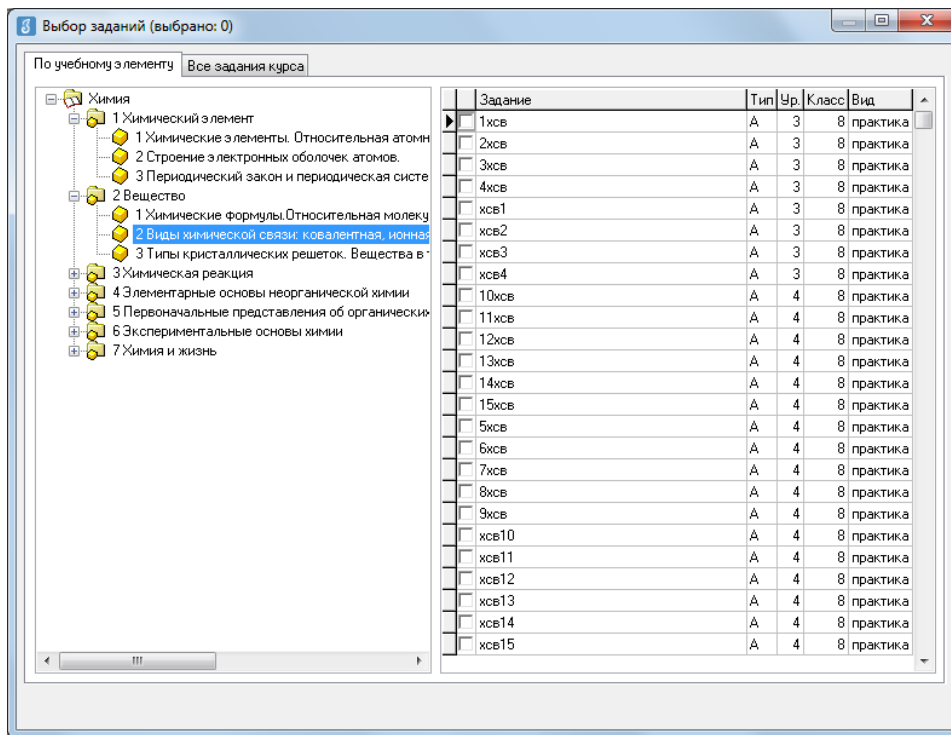 Выбор заданий (выбрано: 0)
По учебному элементу Все задания курса
Химия
1 Химический элемент
1 Химические элементы. Относительная атомн
2 Строение электронных оболочек атомов.
3 Периодический закон и периодическая систе
2 Вещество
1 Химические формулы.Относительная молеку
2 Виды химической связи: ковалентная, ионная
3 Типы кристаллических решеток. Вещества в
3 Химическая реакция
4 Элементарные основы неорганической химии
5 Первоначальные представления об органических
6 Экспериментальные основы химии
7 Химия и жизнь
Задание Тип Ур. Класс Вид
1хсв А 3 8 практика
2хсв А 3 8 практика
3хсв А 3 8 практика
4хсв А 3 8 практика
хсв1 А 3 8 практика
хсв2 А 3 8 практика
хсв3 А 3 8 практика
хсв4 А 3 8 практика
10хсв А 4 8 практика
11хсв А 4 8 практика
12хсв А 4 8 практика
13хсв А 4 8 практика
14хсв А 4 8 практика
15хсв А 4 8 практика
5хсв А 4 8 практика
6хсв А 4 8 практика
7хсв А 4 8 практика
8хсв А 4 8 практика
9хсв А 4 8 практика
хсв10 А 4 8 практика
хсв11 А 4 8 практика
хсв12 А 4 8 практика
хсв13 А 4 8 практика
хсв14 А 4 8 практика
хсв15 А 4 8 практика